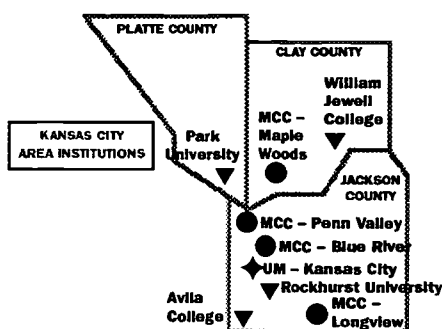 PLATTE COUNTY
CLAY COUNTY
William
Jewell
College
MCC –
Maple
Woods
KANSAS CITY
AREA INSTITUTIONS
Park
University
JACKSON
COUNTY
MCC – Penn Valley
MCC – Blue River
UM – Kansas City
Rockhurst University
Avila
College
MCC –
Longview